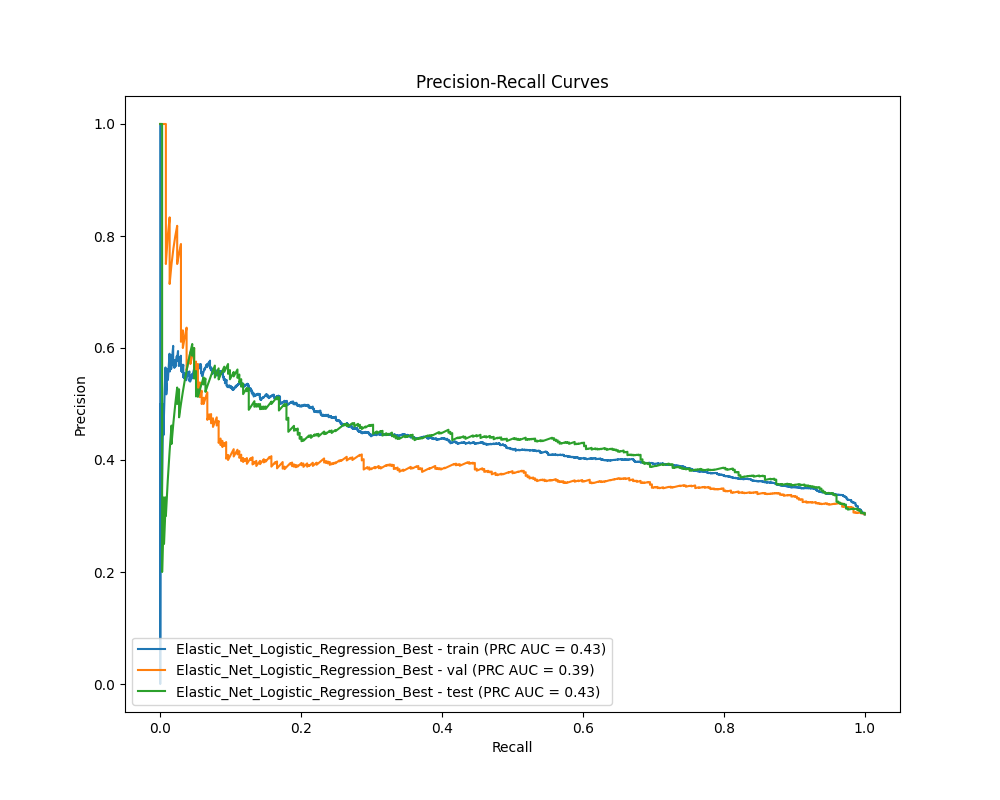 Precision-Recall Curves
1.0
0.8
0.6
0.4
0.2
0.0
Precision
Elastic_Net_Logistic_Regression_Best - train (PRC AUC = 0.43)
Elastic_Net_Logistic_Regression_Best - val (PRC AUC = 0.39)
Elastic_Net_Logistic_Regression_Best - test (PRC AUC = 0.43)
0.0 0.2 0.4 0.6 0.8 1.0
Recall